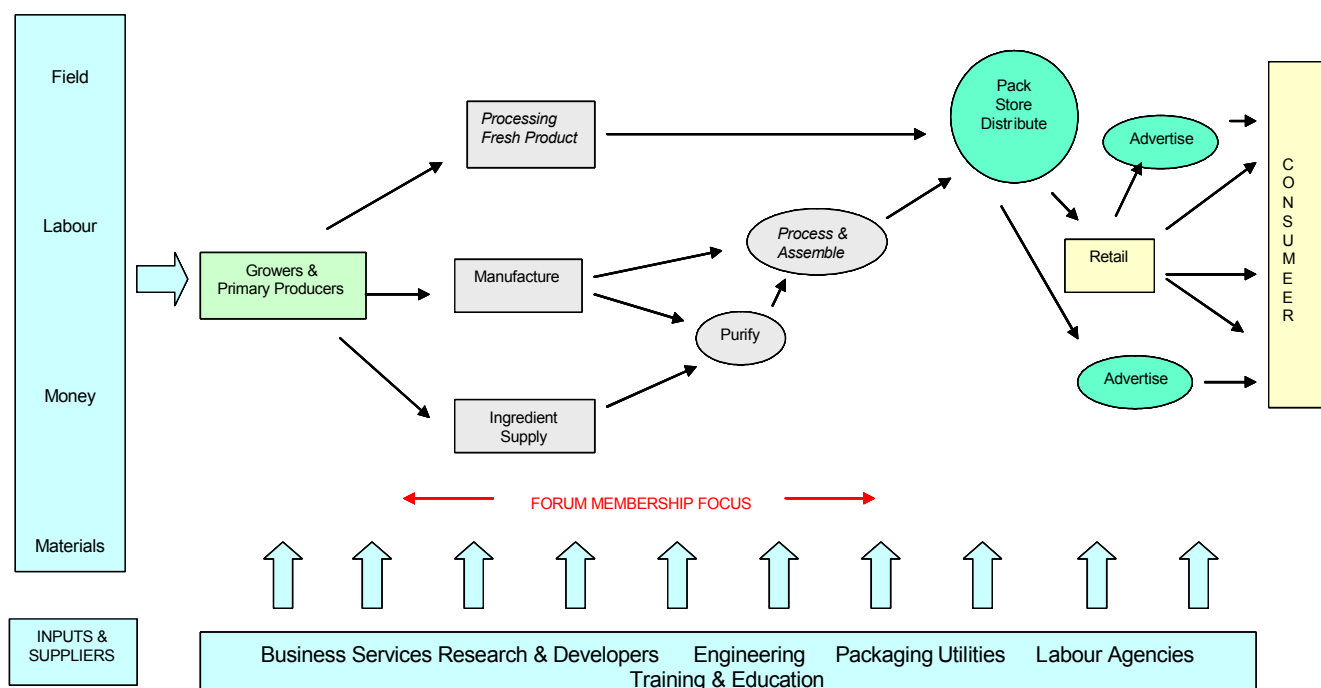 Field
Labour
Money
Materials
INPUTS &
SUPPLIERS
Growers &
Primary Producers
Processing
Fresh Product
Manufacture
Ingredient
Supply
Process &
Assemble
Purify
Pack
Store
Distribute
Advertise
Retail
Advertise
C
O
N
S
U
M
E
E
R
FORUM MEMBERSHIP FOCUS
Business Services Research & Developers Engineering Packaging Utilities Labour Agencies
Training & Education